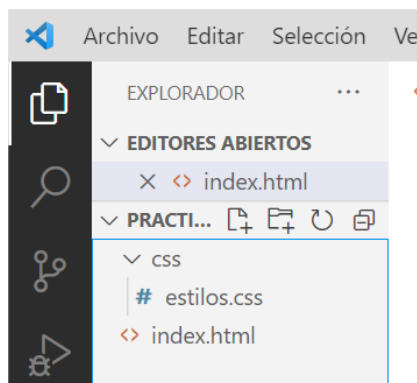 Archivo Editar Selección Ve
EXPLORADOR ...
EDITORES ABIERTOS
index.html
PRACTI...
css
# estilos.css
index.html